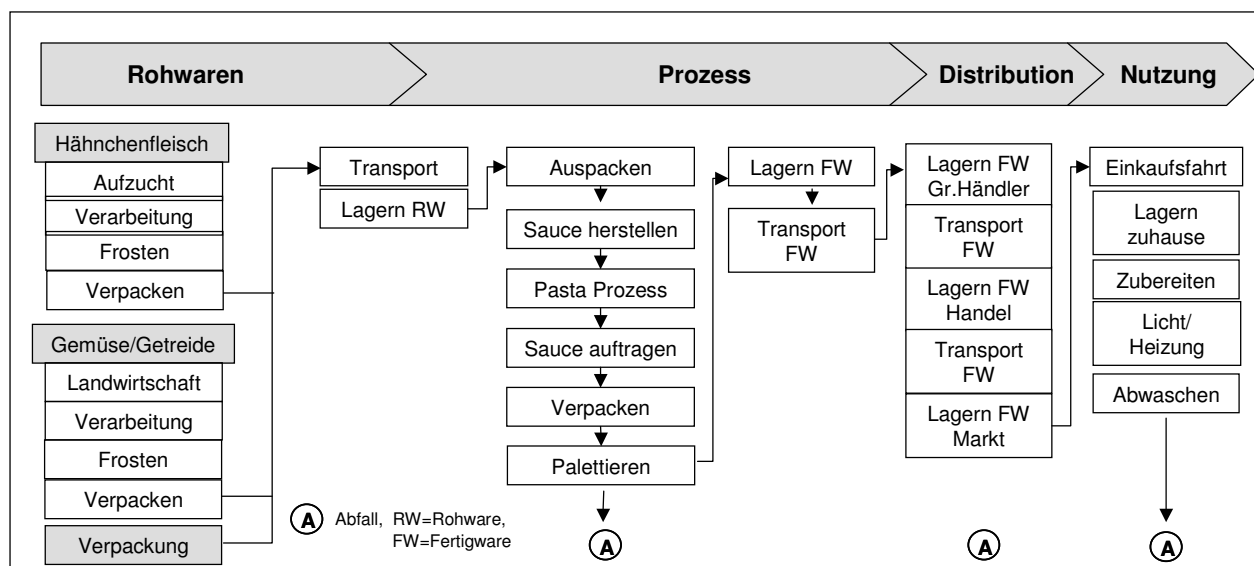 Rohwaren
Prozess
Distribution
Nutzung
Hähnchenfleisch
Aufzucht
Verarbeitung
Frosten
Verpacken
Gemüse/Getreide
Landwirtschaft
Verarbeitung
Frosten
Verpacken
Verpackung
Transport
Lagern RW
A Abfall, RW=Rohware,
FW=Fertigware
Auspacken
Sauce herstellen
Pasta Prozess
Sauce auftragen
Verpacken
Palettieren
A
Lagern FW
Transport
FW
Lagern FW
Gr.Händler
Transport
FW
Lagern FW
Handel
Transport
FW
Lagern FW
Markt
A
Einkaufsfahrt
Lagern
zuhause
Zubereiten
Licht/
Heizung
Abwaschen
A